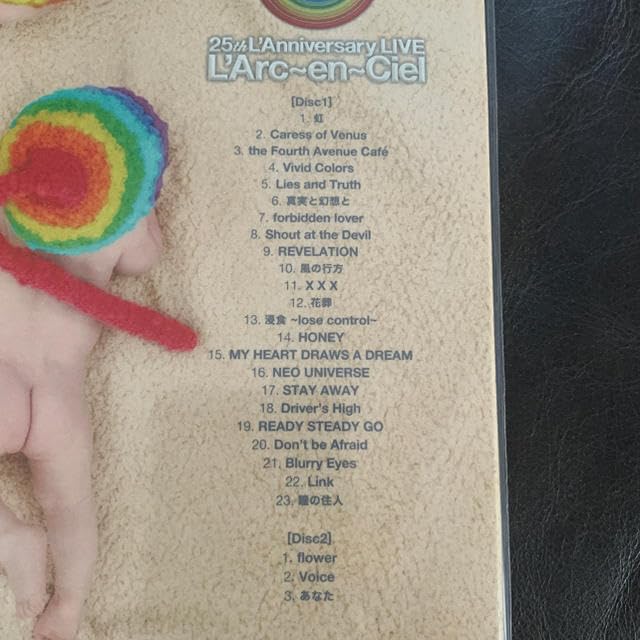 25th L'Anniversary LIVE
L'Arc~en~Ciel
[Disc1]
1. 虹
2. Caress of Venus
3. the Fourth Avenue Café
4. Vivid Colors
5. Lies and Truth
6. 真実と幻想と
7. forbidden lover
8. Shout at the Devil
9. REVELATION
10. 風の行方
11. X X X
12. 花葬
13. 浸食 ~lose control~
14. HONEY
15. MY HEART DRAWS A DREAM
16. NEO UNIVERSE
17. STAY AWAY
18. Driver's High
19. READY STEADY GO
20. Don't be Afraid
21. Blurry Eyes
22. Link
23. 瞳の住人
[Disc2]
1. flower
2. Voice
3. あなた